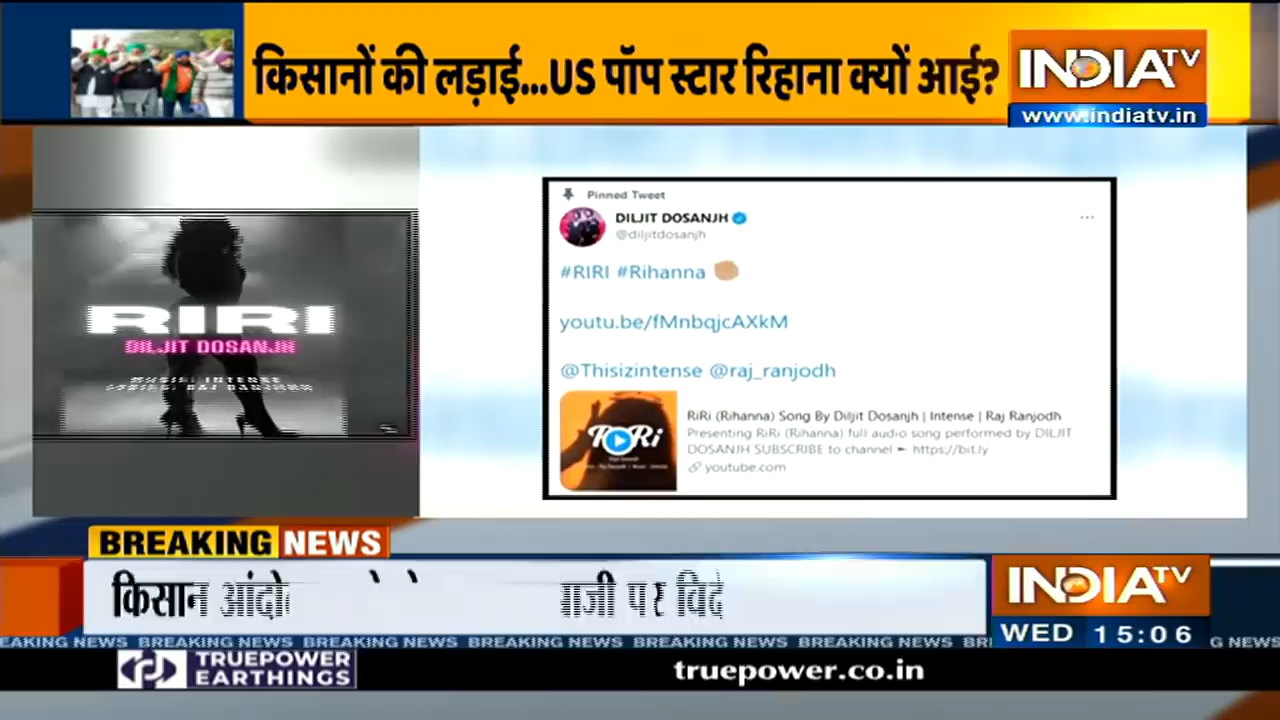 किसानों की लड़ाई...US पॉप स्टार रिहाना क्यों आई?
INDIA TV
www.indiatv.in
RIRI
DILJIT DOSANJH
Pinned Tweet
DILJIT DOSANJH
@diljitdosanjh
#RIRI #Rihanna
youtu.be/fMnbqjcAXkM
@Thisizintense @raj_ranjodh
RiRi
RiRi (Rihanna) Song By Diljit Dosanjh | Intense | Raj Ranjodh
Presenting RiRi (Rihanna) full audio song performed by DILJIT
DOSANJH SUBSCRIBE to channel ➸ https://bit.ly
youtube.com
BREAKING NEWS
किसान
पर
INDIA TV
WED 15:06
BREAKING NEWS BREAKING NEWS BREAKING NEWS BREAKING NEWS BREAKING NEWS BREAKING NEWS G NEWS
TRUEPOWER
EARTHINGS
truepower.co.in